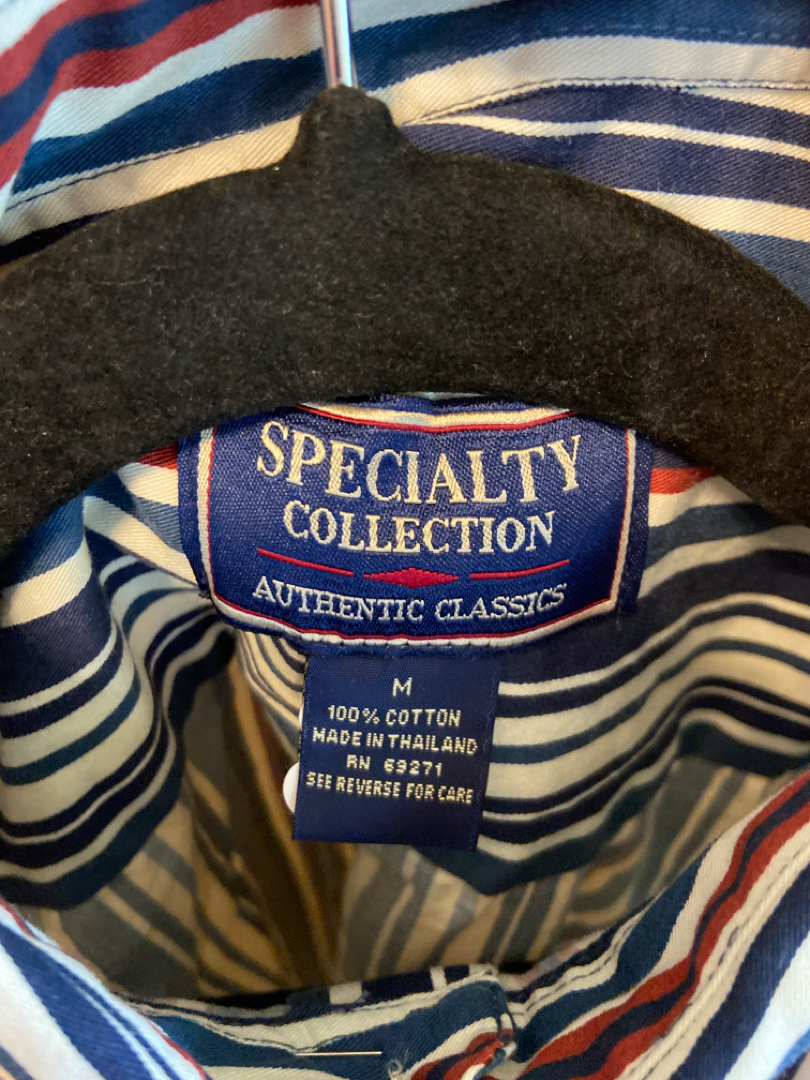 SPECIALTY
COLLECTION
AUTHENTIC CLASSICS
M
100% COTTON
MADE IN THAILAND
RN 69271
SEE REVERSE FOR CARE